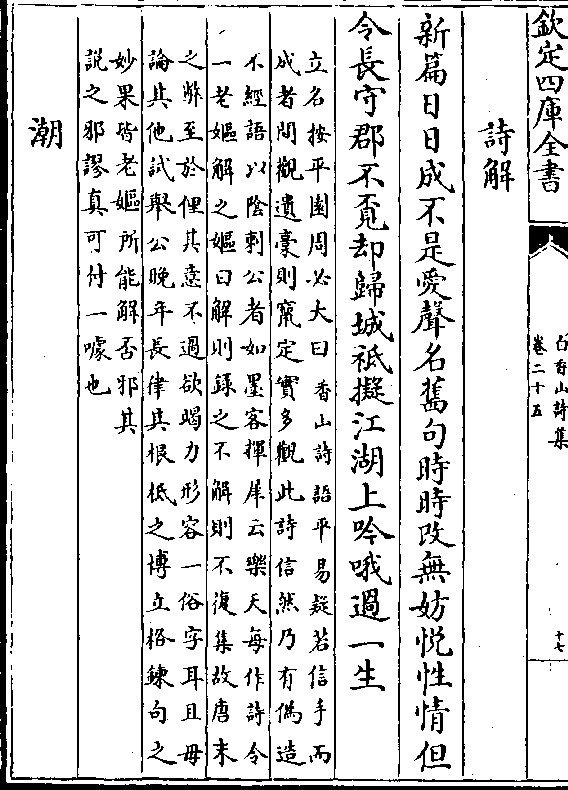 欽定四庫全書
白香山詩集
卷二十五
十七
詩解
新篇日日成不是愛聲名舊句時時改無妨悅性情但
令長守郡不覔却歸城祗擬江湖上吟哦過一生
立名按平園周必大曰香山詩語平易疑若信手而
成者間觀遺藁則竄定實多觀此詩信然乃有偽造
不經語以陰刺公者如墨客揮犀云樂天每作詩令
一老嫗解之嫗曰解則録之不解則不復集故唐末
之弊至於俚其意不過欲竭力形容一俗字耳且毋
論其他試舉公晚年長律其根柢之博立格鍊句之
妙果皆老嫗所能解否邪其
說之邪謬真可付一噱也
潮